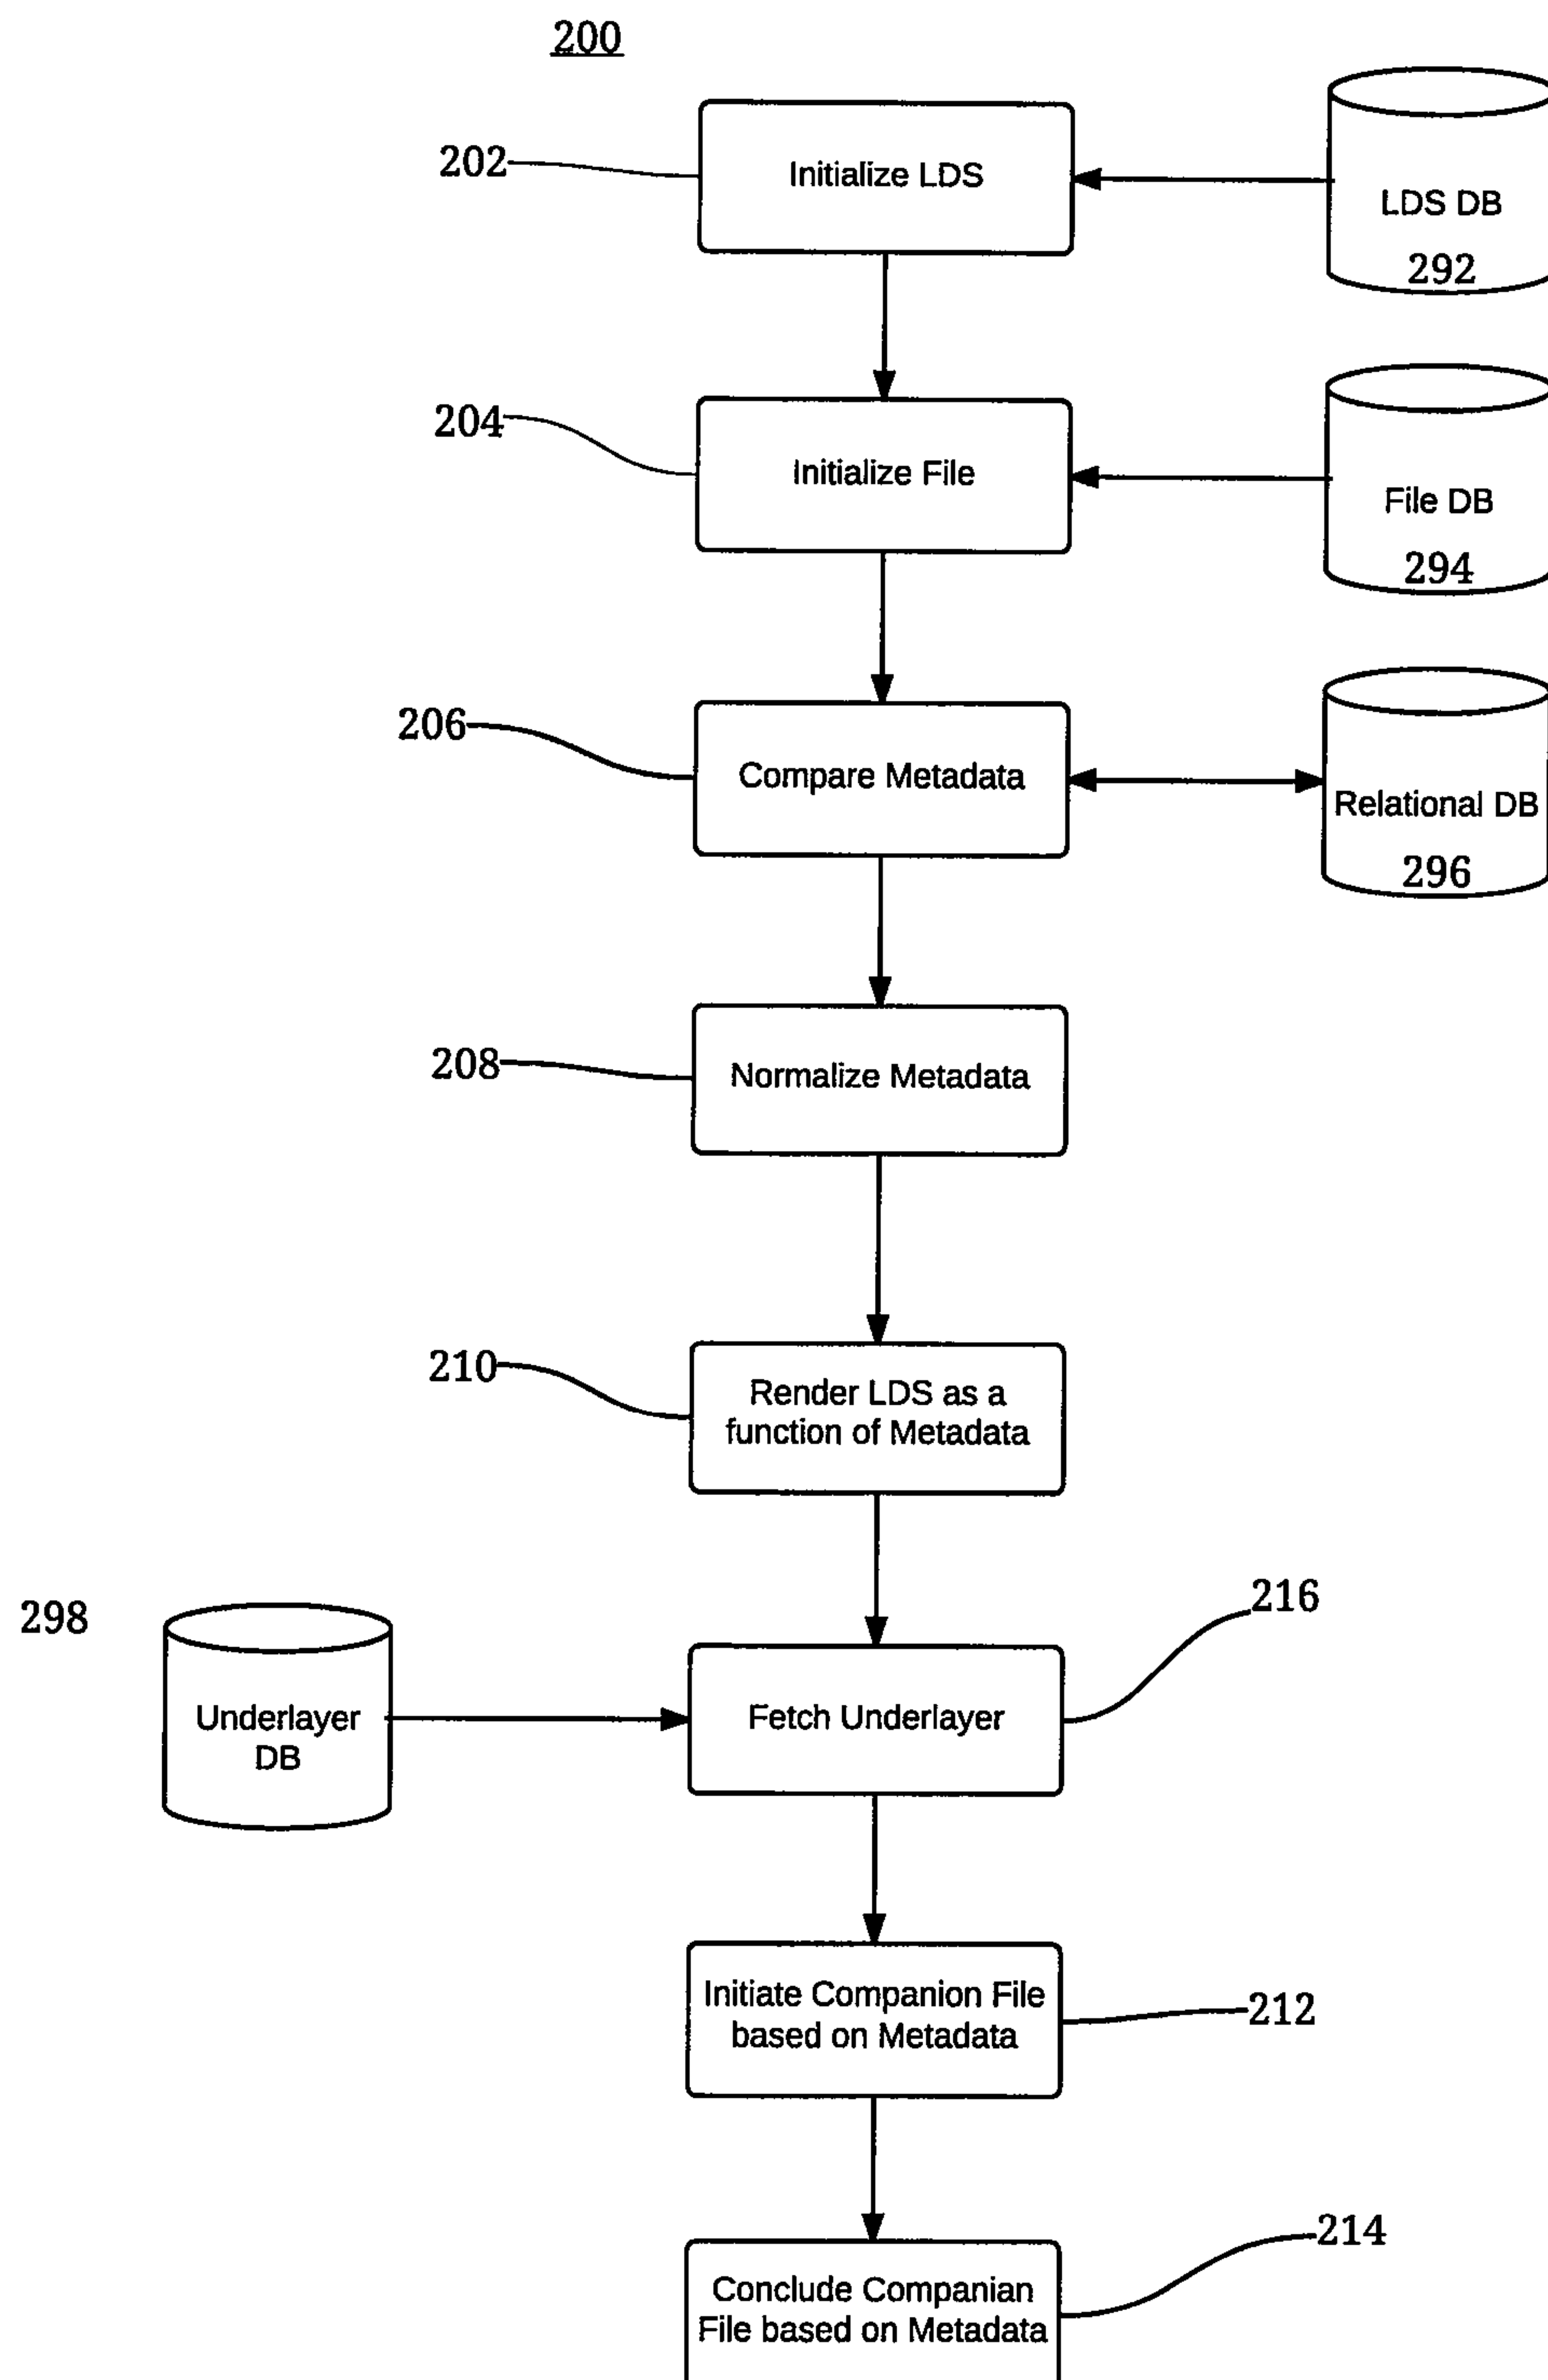 200
202
Initialize LDS
LDS DB
292
204
Initialize File
File DB
294
206
Compare Metadata
Relational DB
296
208
Normalize Metadata
210
Render LDS as a
function of Metadata
298
Underlayer
DB
Fetch Underlayer
216
Initiate Companion File
based on Metadata
212
Conclude Companian
File based on Metadata
214